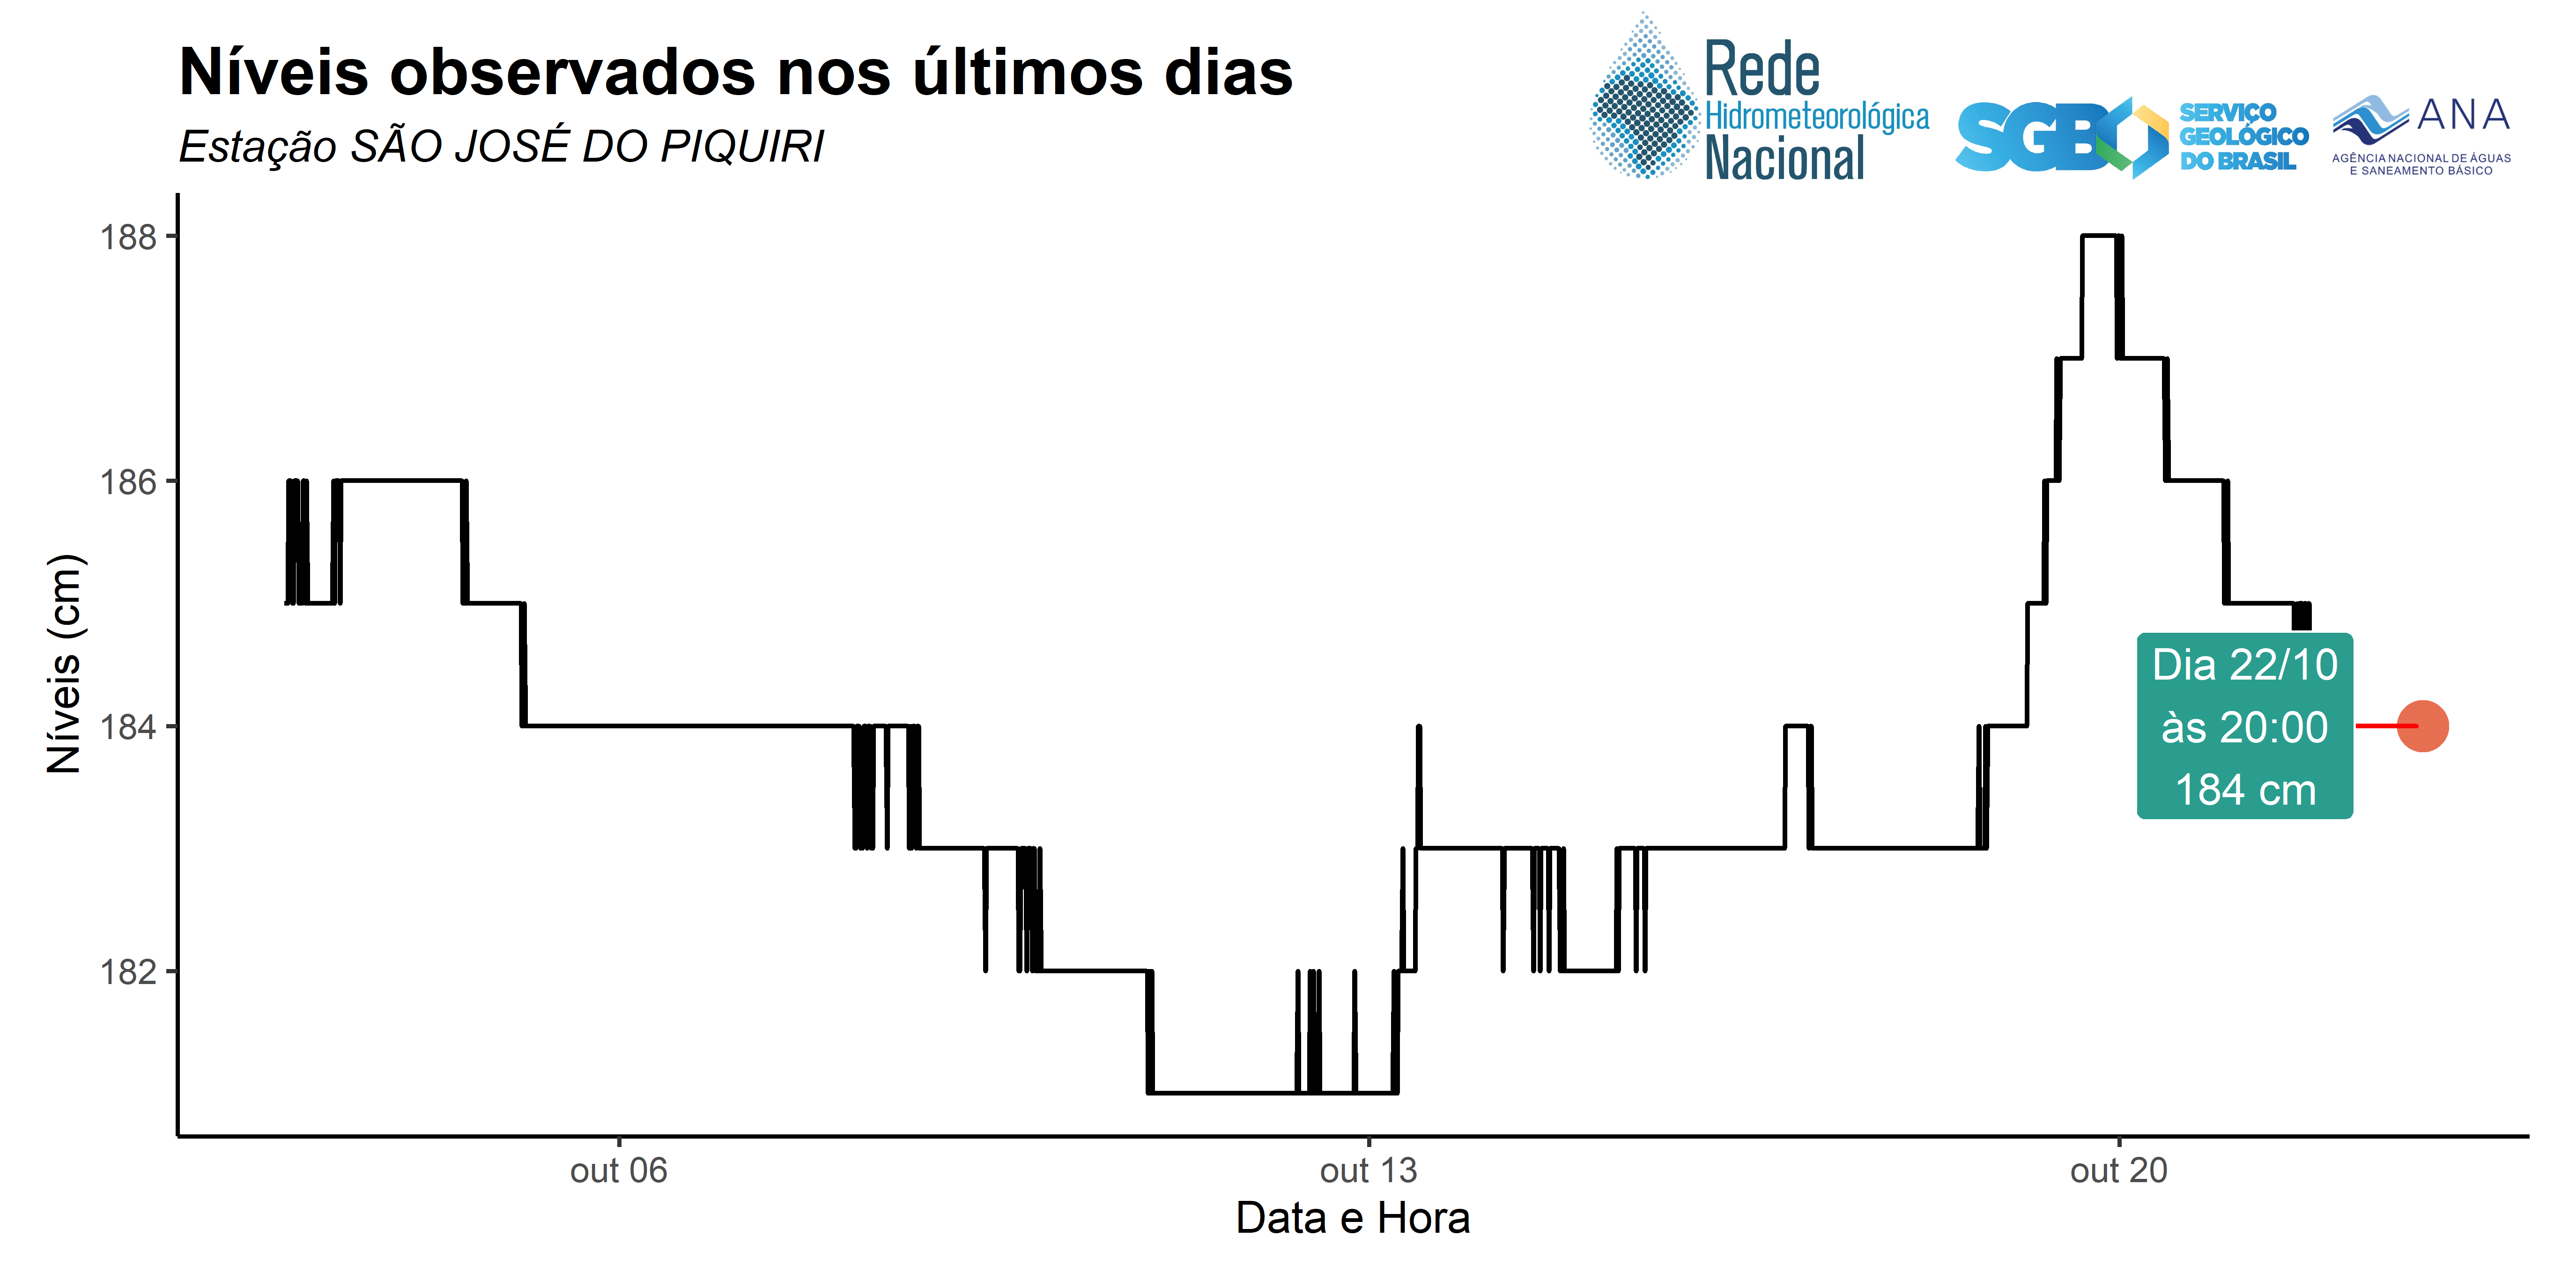 Níveis observados nos últimos dias
Estação SÃO JOSÉ DO PIQUIRI
Rede
Hidrometeorológica
Nacional
SGB
SERVIÇO
GEOLÓGICO
DO BRASIL
ANA
AGÊNCIA NACIONAL DE ÁGUAS
E SANEAMENTO BÁSICO
Níveis (cm)
188
186
184
182
Dia 22/10
às 20:00
184 cm
out 06
out 13
out 20
Data e Hora